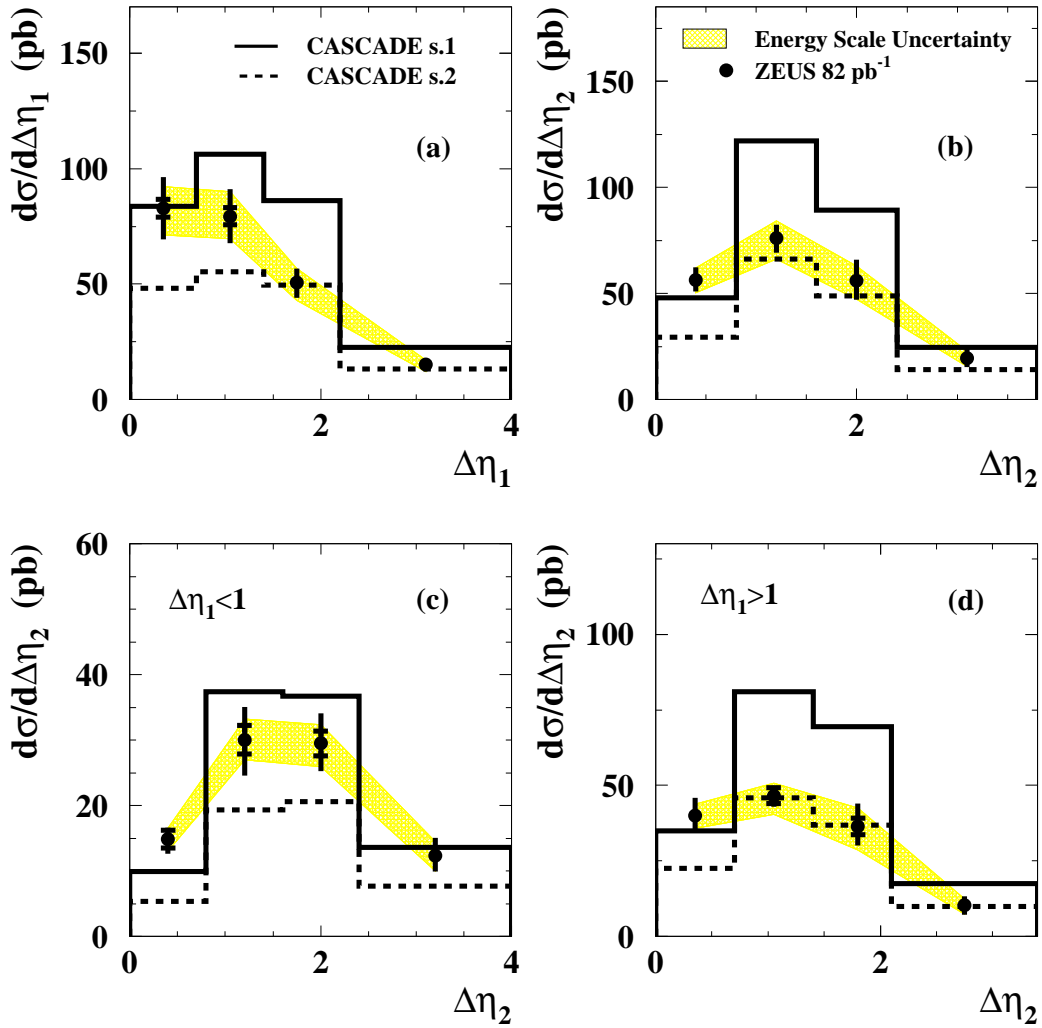 dσ/dΔη₁ (pb)
150
100
50
0
0 2 4
Δη₁
CASCADE s.1
CASCADE s.2
(a)
dσ/dΔη₂ (pb)
150
100
50
0
0 2
Δη₂
Energy Scale Uncertainty
ZEUS 82 pb⁻¹
(b)
dσ/dΔη₂ (pb)
60
40
20
0
0 2 4
Δη₂
Δη₁<1
(c)
dσ/dΔη₂ (pb)
100
50
0
0 2
Δη₂
Δη₁>1
(d)